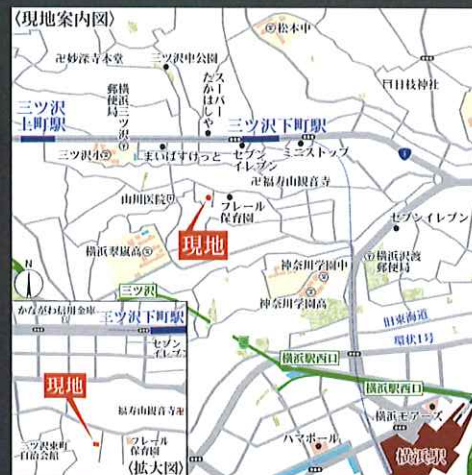 〈現地案内図〉
松本中
卍妙深寺本堂
三ツ沢中公園
日枝神社
スーパー
たかはしや
横浜三ツ沢
郵便局
三ツ沢
上町駅
三ツ沢下町駅
三ツ沢小
まいばすけっと
セブン
イレブン
ミニストップ
1
卍福寿山観音寺
山川医院
フレール
保育園
現地
セブンイレブン
横浜翠嵐高
神奈川学園中
横浜沢渡
郵便局
神奈川学園高
N
三ツ沢
旧東海道
環状1号
横浜駅西口
横浜駅西口
横浜モアーズ
ハマボール
横浜駅
かながわ信用金庫
三ツ沢下町駅
セブン
イレブン
現地
福寿山観音寺卍
三ツ沢東町
自治会館
フレール
保育園
〈拡大図〉